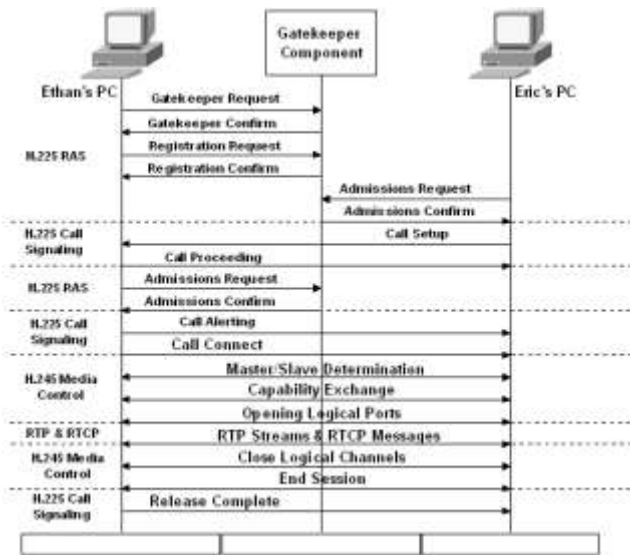 Gatekeeper
Component
Ethan's PC
Eric's PC
Gatekeeper Request
Gatekeeper Confirm
H.225 RAS
Registration Request
Registration Confirm
Admissions Request
Admissions Confirm
H.225 Call
Signaling
Call Setup
Call Proceeding
H.225 RAS
Admissions Request
Admissions Confirm
H.225 Call
Signaling
Call Alerting
Call Connect
H.245 Media
Control
Master/Slave Determination
Capability Exchange
Opening Logical Ports
RTP & RTCP
RTP Streams & RTCP Messages
H.245 Media
Control
Close Logical Channels
End Session
H.225 Call
Signaling
Release Complete